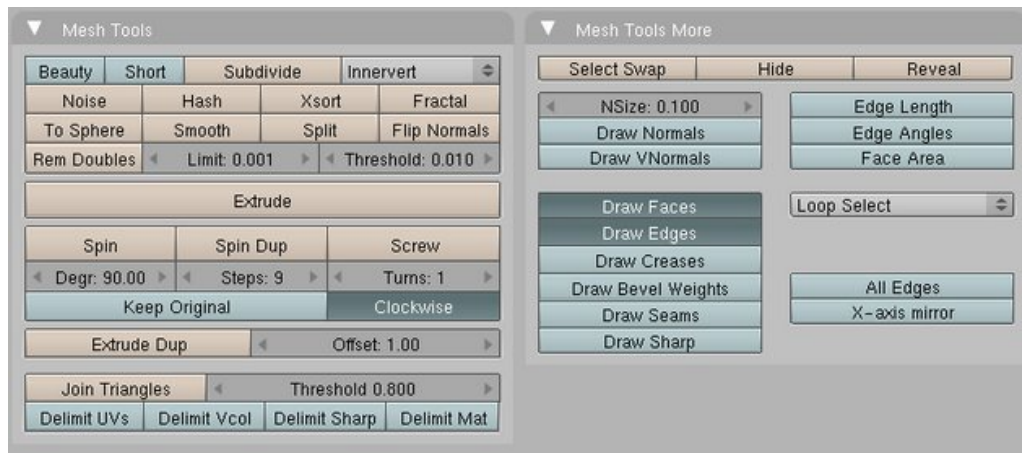 Mesh Tools
Beauty Short Subdivide Innervert
Noise Hash Xsort Fractal
To Sphere Smooth Split Flip Normals
Rem Doubles Limit: 0.001 Threshold: 0.010
Extrude
Spin Spin Dup Screw
Degr: 90.00 Steps: 9 Turns: 1
Keep Original Clockwise
Extrude Dup Offset: 1.00
Join Triangles Threshold 0.800
Delimit UVs Delimit Vcol Delimit Sharp Delimit Mat
Mesh Tools More
Select Swap Hide Reveal
NSize: 0.100 Edge Length
Draw Normals Edge Angles
Draw VNormals Face Area
Draw Faces Loop Select
Draw Edges
Draw Creases
Draw Bevel Weights All Edges
Draw Seams X-axis mirror
Draw Sharp